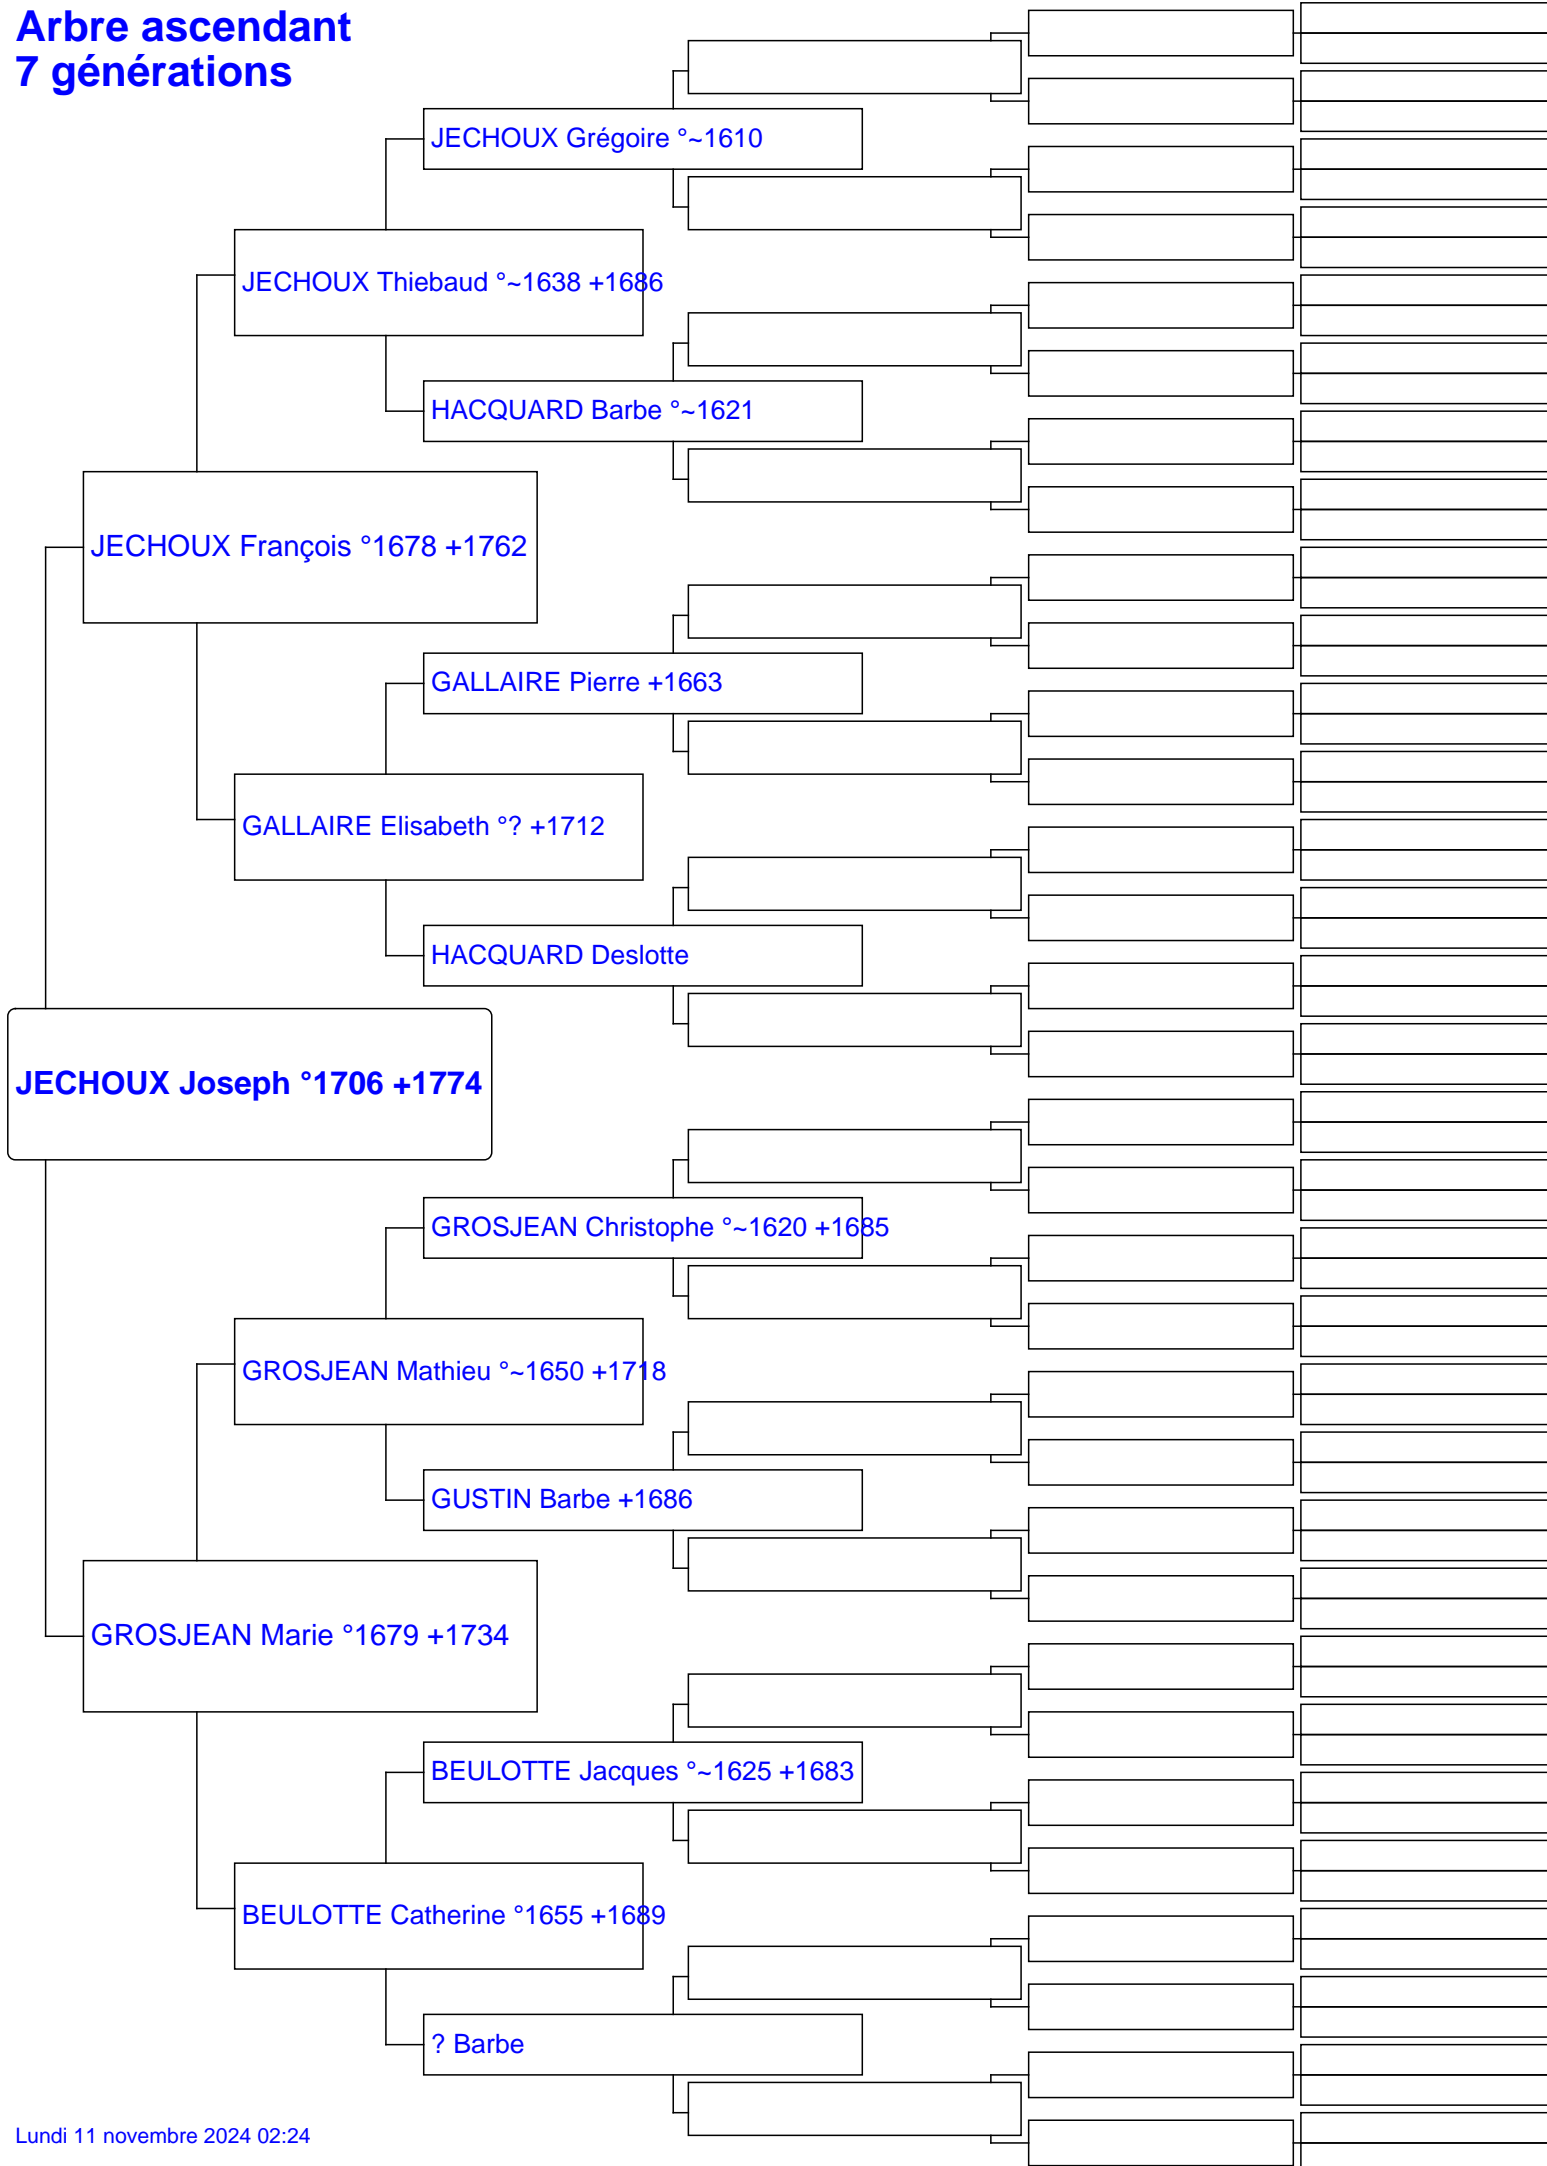 Arbre ascendant
7 générations
JECHOUX Grégoire °~1610
JECHOUX Thiebaud °~1638 +1686
HACQUARD Barbe °~1621
JECHOUX François °1678 +1762
GALLAIRE Pierre +1663
GALLAIRE Elisabeth °? +1712
HACQUARD Deslotte
JECHOUX Joseph °1706 +1774
GROSJEAN Christophe °~1620 +1685
GROSJEAN Mathieu °~1650 +1718
GUSTIN Barbe +1686
GROSJEAN Marie °1679 +1734
BEULOTTE Jacques °~1625 +1683
BEULOTTE Catherine °1655 +1689
? Barbe
Lundi 11 novembre 2024 02:24